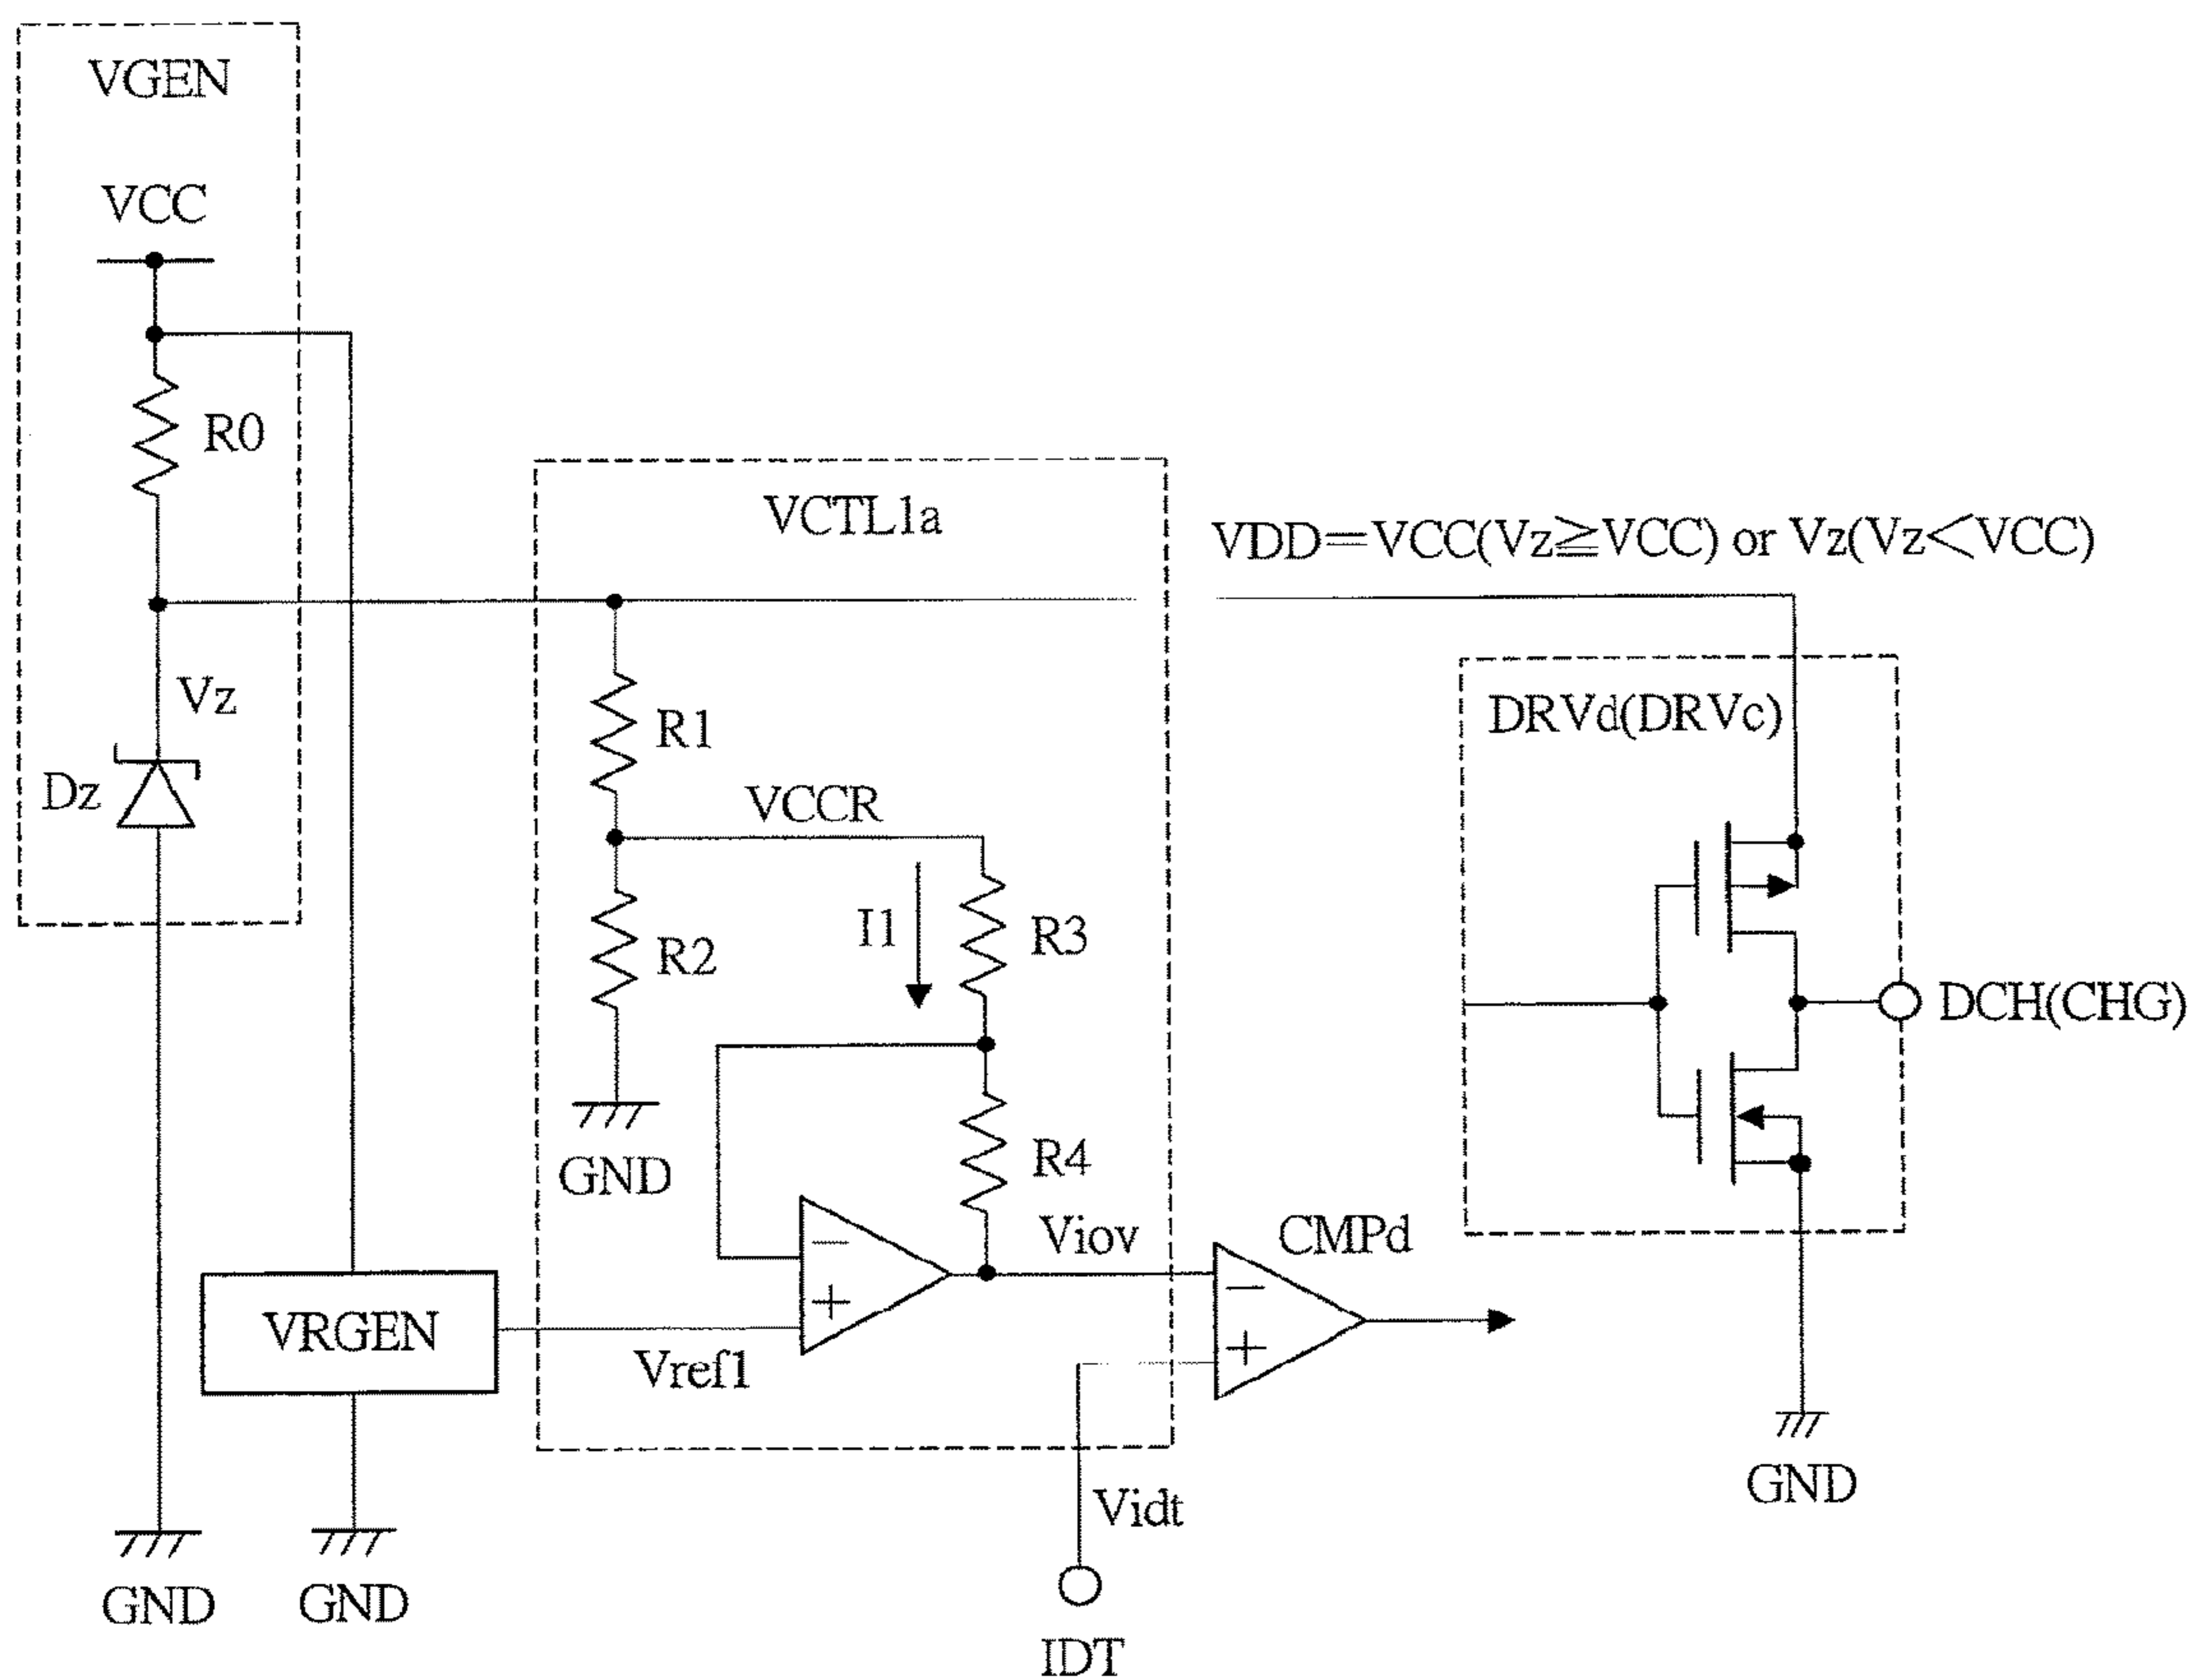 VGEN
VCC
R0
VCTL1a
VDD=VCC(Vz≧VCC) or Vz(Vz<VCC)
Vz
R1
DRVd(DRVc)
Dz
VCCR
I1
R3
R2
DCH(CHG)
R4
GND
Viov
CMPd
−
+
−
+
VRGEN
Vref1
GND
Vidt
GND
GND
IDT